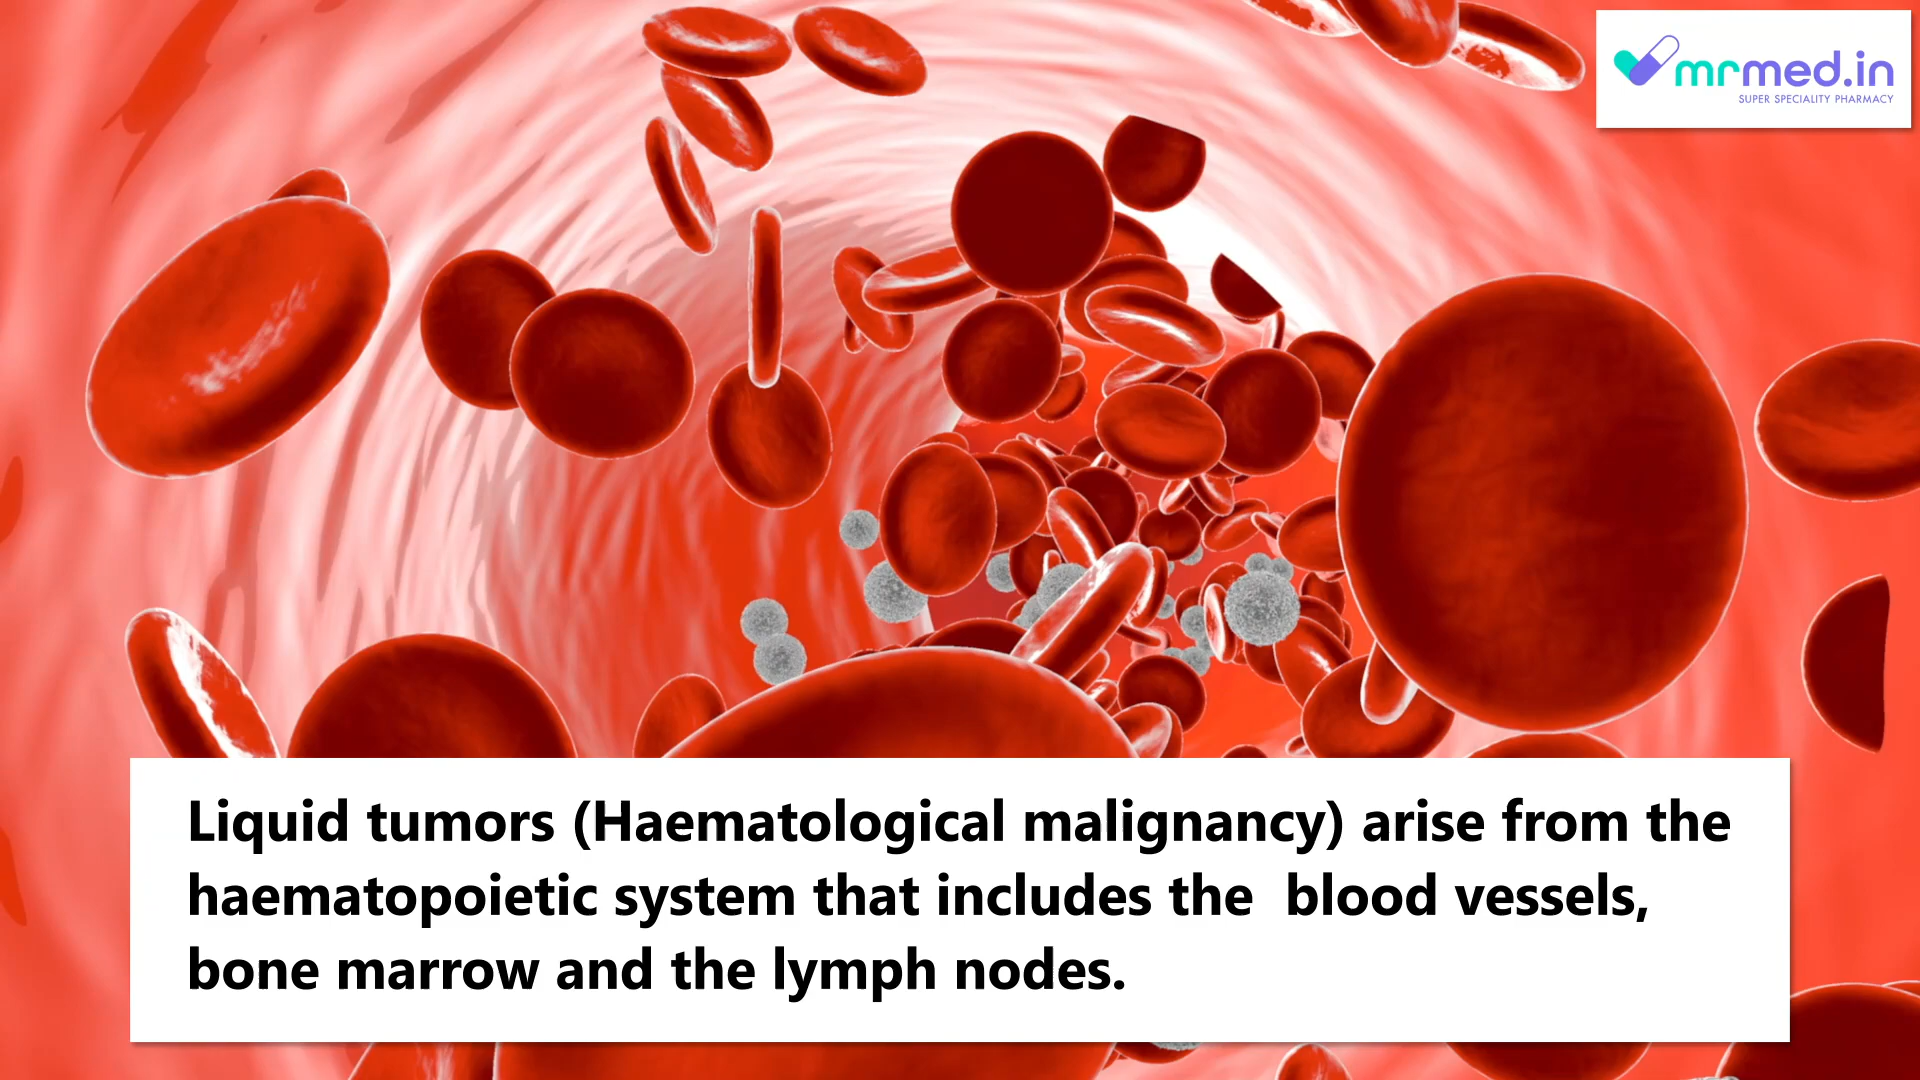 mrmed.in
SUPER SPECIALITY PHARMACY
Liquid tumors (Haematological malignancy) arise from the
haematopoietic system that includes the  blood vessels,
bone marrow and the lymph nodes.